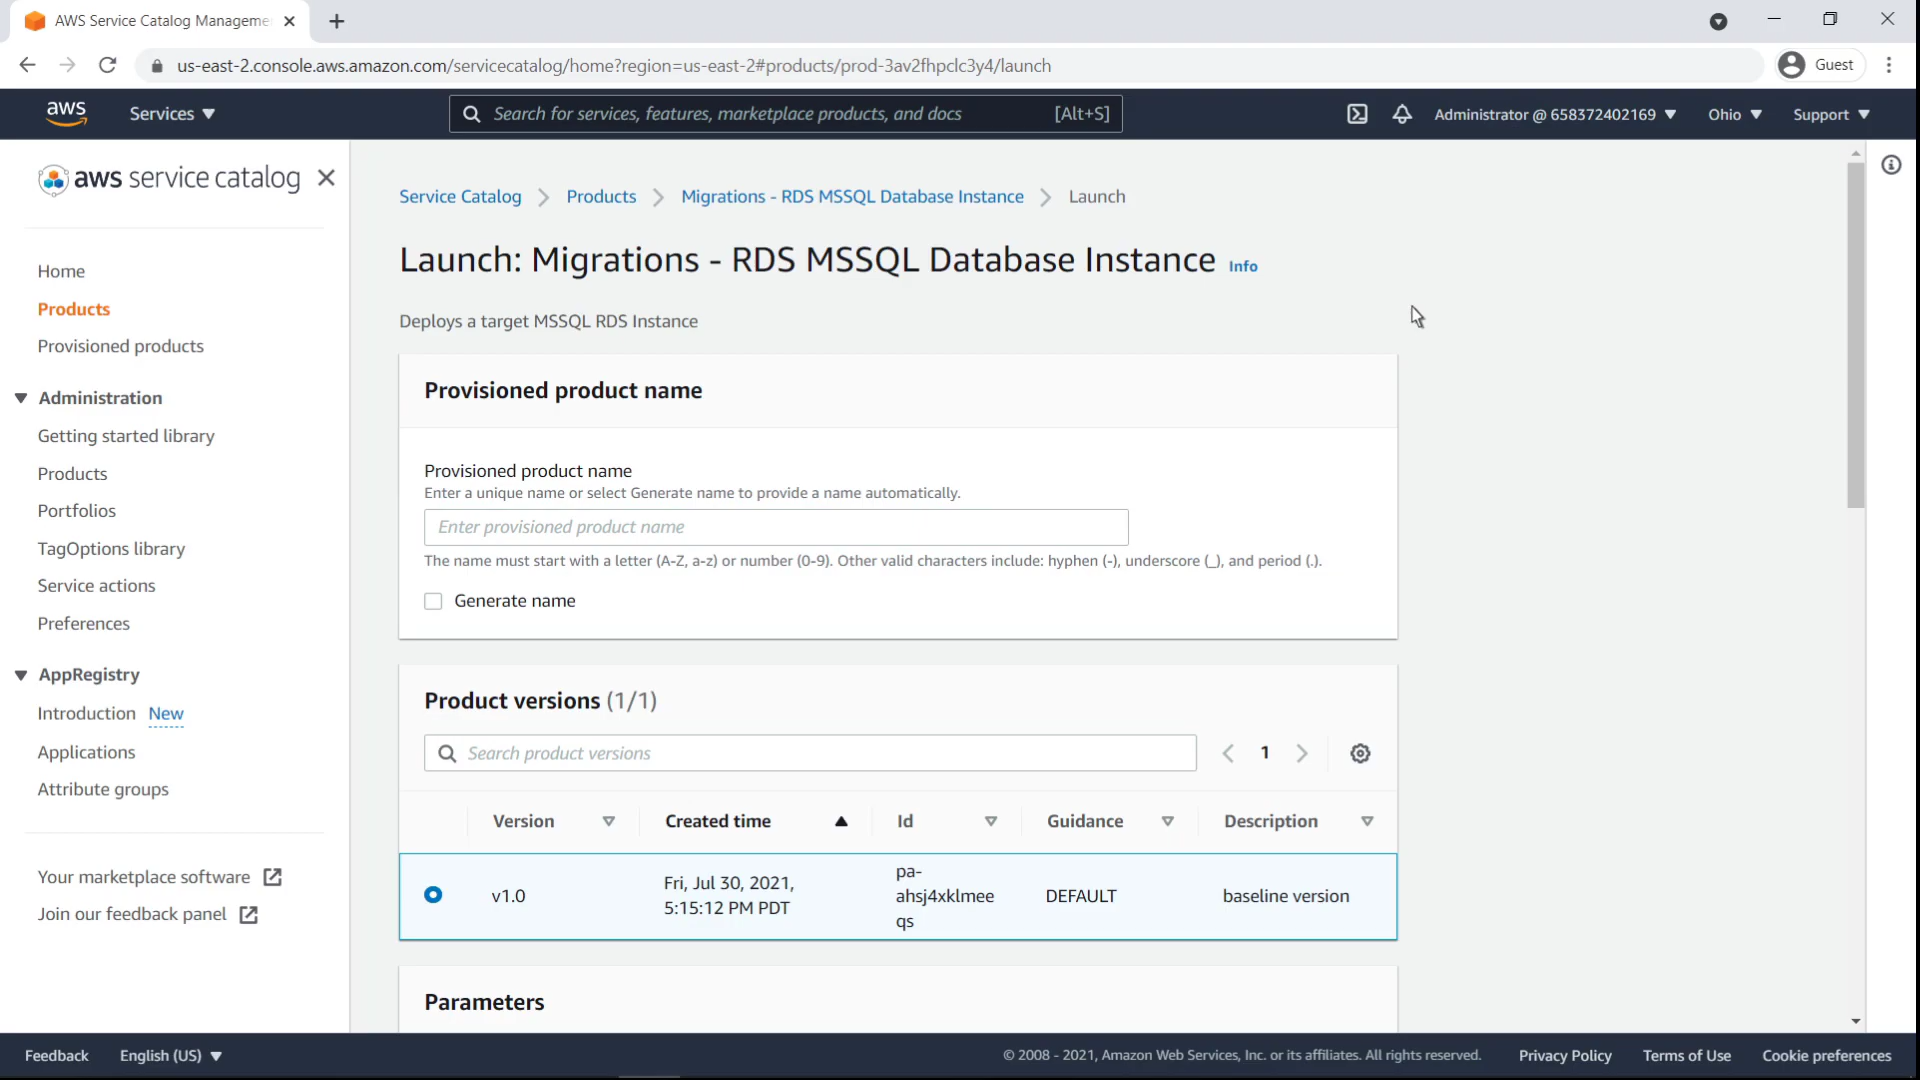 AWS Service Catalog Manageme
us-east-2.console.aws.amazon.com/servicecatalog/home?region=us-east-2#products/prod-3av2fhpclc3y4/launch
Guest
aws
Services
Search for services, features, marketplace products, and docs
[Alt+S]
Administrator @ 658372402169
Ohio
Support
aws service catalog
Home
Products
Provisioned products
Administration
Getting started library
Products
Portfolios
TagOptions library
Service actions
Preferences
AppRegistry
Introduction New
Applications
Attribute groups
Your marketplace software
Join our feedback panel
Service Catalog > Products > Migrations - RDS MSSQL Database Instance > Launch
Launch: Migrations - RDS MSSQL Database Instance Info
Deploys a target MSSQL RDS Instance
Provisioned product name
Provisioned product name
Enter a unique name or select Generate name to provide a name automatically.
Enter provisioned product name
The name must start with a letter (A-Z, a-z) or number (0-9). Other valid characters include: hyphen (-), underscore (_), and period (.).
Generate name
Product versions (1/1)
Search product versions
1
Version Created time Id Guidance Description
v1.0
Fri, Jul 30, 2021,
5:15:12 PM PDT
pa-
ahsj4xklmee
qs
DEFAULT
baseline version
Parameters
Feedback
English (US)
© 2008 - 2021, Amazon Web Services, Inc. or its affiliates. All rights reserved.
Privacy Policy
Terms of Use
Cookie preferences